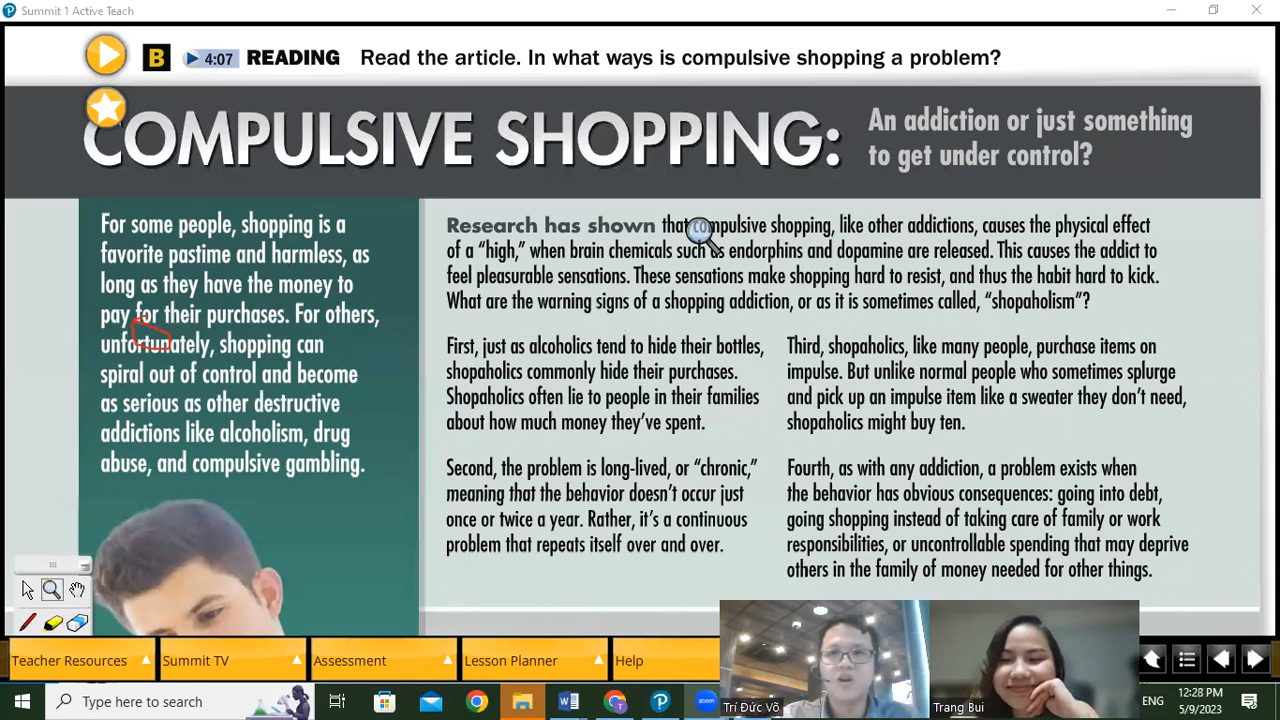 Summit 1 Active Teach
B 4:07 READING Read the article. In what ways is compulsive shopping a problem?
COMPULSIVE SHOPPING:
An addiction or just something
to get under control?
For some people, shopping is a
favorite pastime and harmless, as
long as they have the money to
pay for their purchases. For others,
unfortunately, shopping can
spiral out of control and become
as serious as other destructive
addictions like alcoholism, drug
abuse, and compulsive gambling.
Research has shown that compulsive shopping, like other addictions, causes the physical effect
of a “high,” when brain chemicals such as endorphins and dopamine are released. This causes the addict to
feel pleasurable sensations. These sensations make shopping hard to resist, and thus the habit hard to kick.
What are the warning signs of a shopping addiction, or as it is sometimes called, “shopaholism”?
First, just as alcoholics tend to hide their bottles,
shopaholics commonly hide their purchases.
Shopaholics often lie to people in their families
about how much money they’ve spent.
Second, the problem is long-lived, or “chronic,”
meaning that the behavior doesn’t occur just
once or twice a year. Rather, it’s a continuous
problem that repeats itself over and over.
Third, shopaholics, like many people, purchase items on
impulse. But unlike normal people who sometimes splurge
and pick up an impulse item like a sweater they don’t need,
shopaholics might buy ten.
Fourth, as with any addiction, a problem exists when
the behavior has obvious consequences: going into debt,
going shopping instead of taking care of family or work
responsibilities, or uncontrollable spending that may deprive
others in the family of money needed for other things.
Teacher Resources
Summit TV
Assessment
Lesson Planner
Help
Trí Đức Võ
Trang Bui
Type here to search
zoom
ENG
12:28 PM
5/9/2023